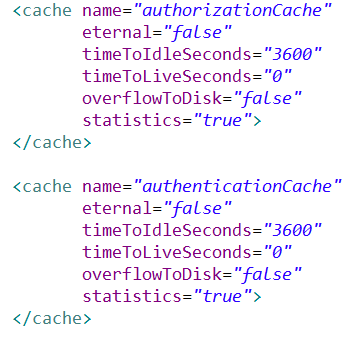 <cache name="authorizationCache"
eternal="false"
timeToIdleSeconds="3600"
timeToLiveSeconds="0"
overflowToDisk="false"
statistics="true">
</cache>
<cache name="authenticationCache"
eternal="false"
timeToIdleSeconds="3600"
timeToLiveSeconds="0"
overflowToDisk="false"
statistics="true">
</cache>